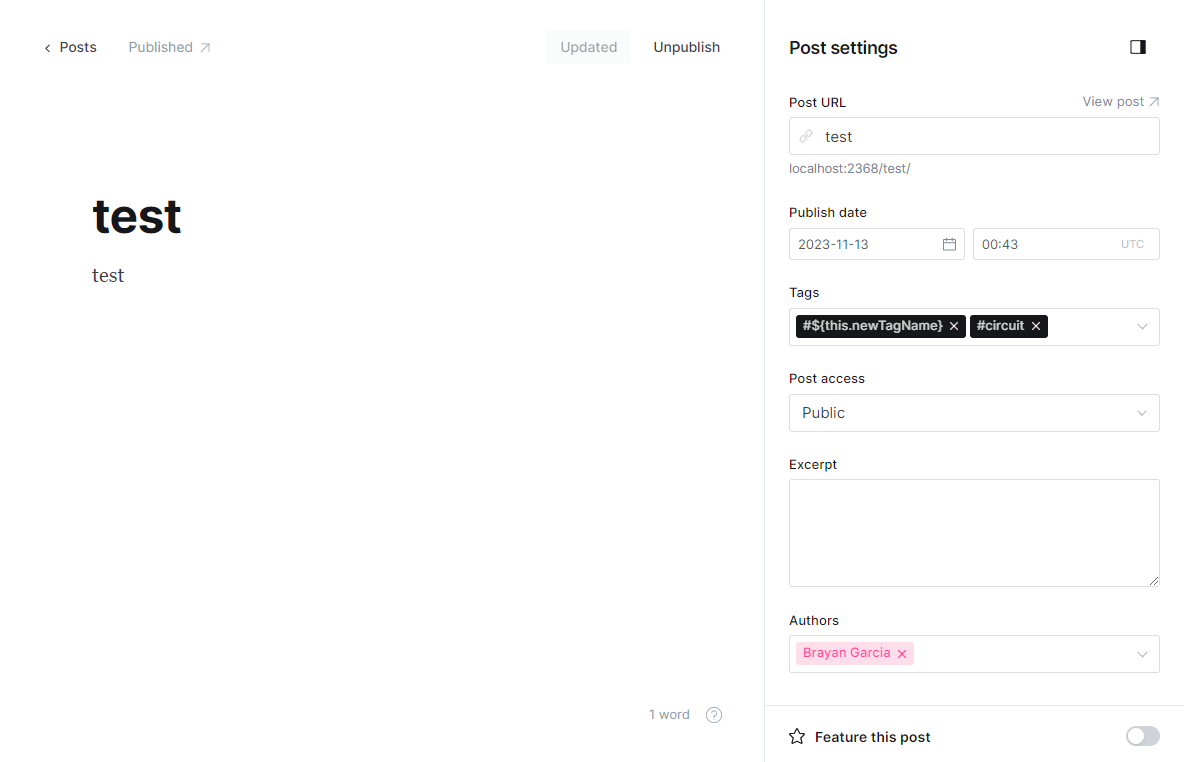 Posts
Published
Updated
Unpublish
test
test
1 word
?
Post settings
Post URL
View post
test
localhost:2368/test/
Publish date
2023-11-13
00:43 UTC
Tags
#${this.newTagName} × #circuit ×
Post access
Public
Excerpt
Authors
Brayan Garcia ×
Feature this post